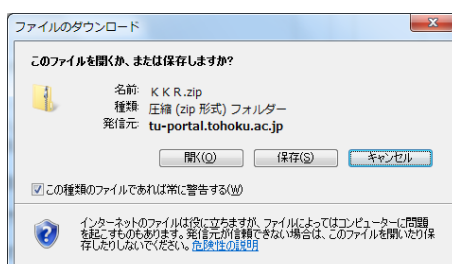 ファイルのダウンロード
このファイルを開くか、または保存しますか?
名前: KKR.zip
種類: 圧縮 (zip 形式) フォルダー
発信元: tu-portal.tohoku.ac.jp
開く(O) 保存(S) キャンセル
この種類のファイルであれば常に警告する(W)
インターネットのファイルは役に立ちますが、ファイルによってはコンピューターに問題
を起こすものもあります。発信元が信頼できない場合は、このファイルを開いたり保
存したりしないでください。危険性の説明